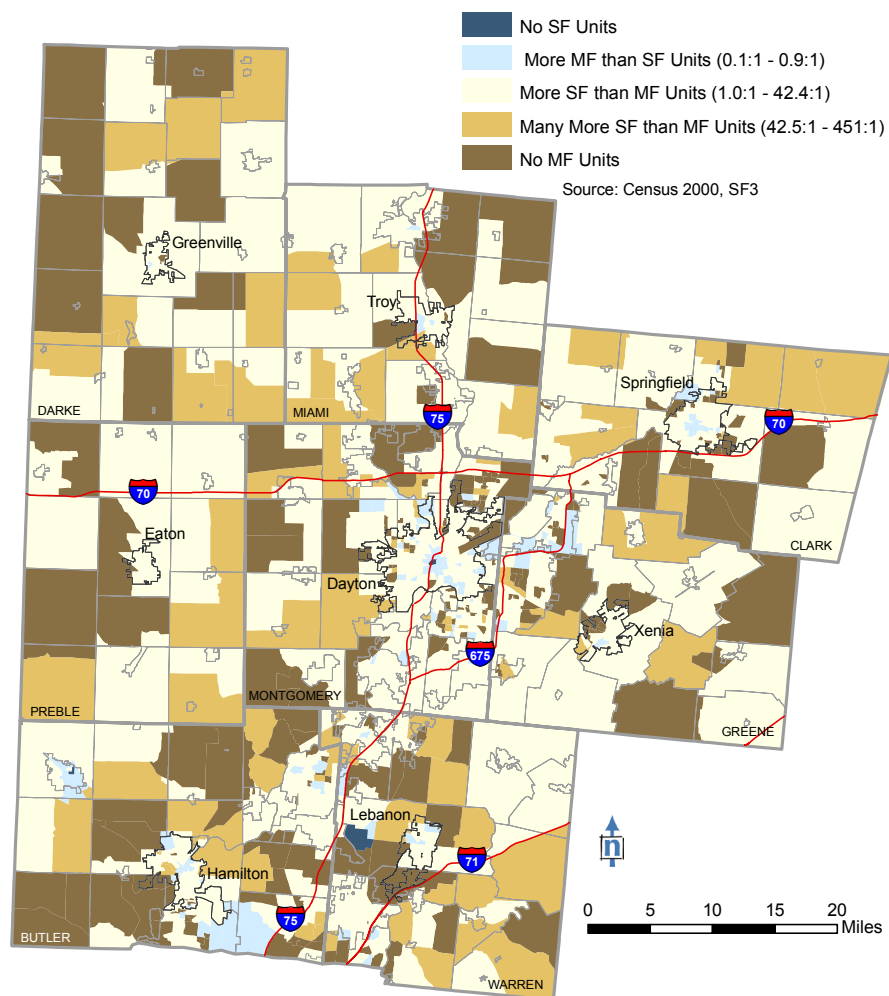 No SF Units
More MF than SF Units (0.1:1 - 0.9:1)
More SF than MF Units (1.0:1 - 42.4:1)
Many More SF than MF Units (42.5:1 - 451:1)
No MF Units
Source: Census 2000, SF3
Greenville
Troy
Springfield
DARKE
MIAMI
75
70
70
Eaton
CLARK
Dayton
Xenia
675
MONTGOMERY
PREBLE
GREENE
Lebanon
n
71
Hamilton
75
0 5 10 15 20
Miles
BUTLER
WARREN